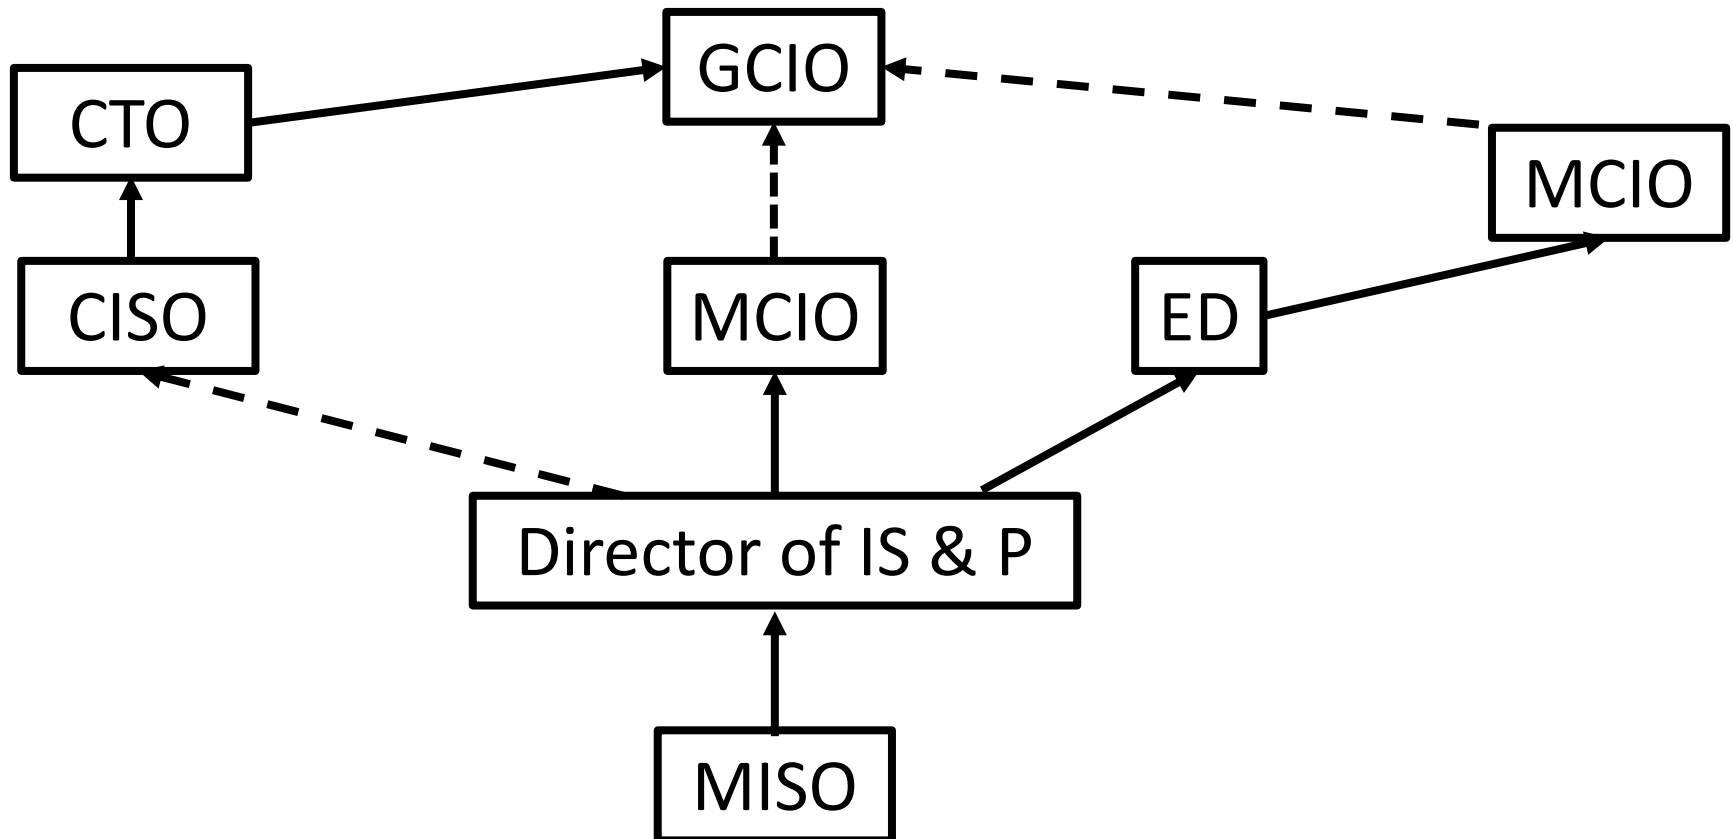 GCIO
CTO
MCIO
CISO
MCIO
ED
Director of IS & P
MISO